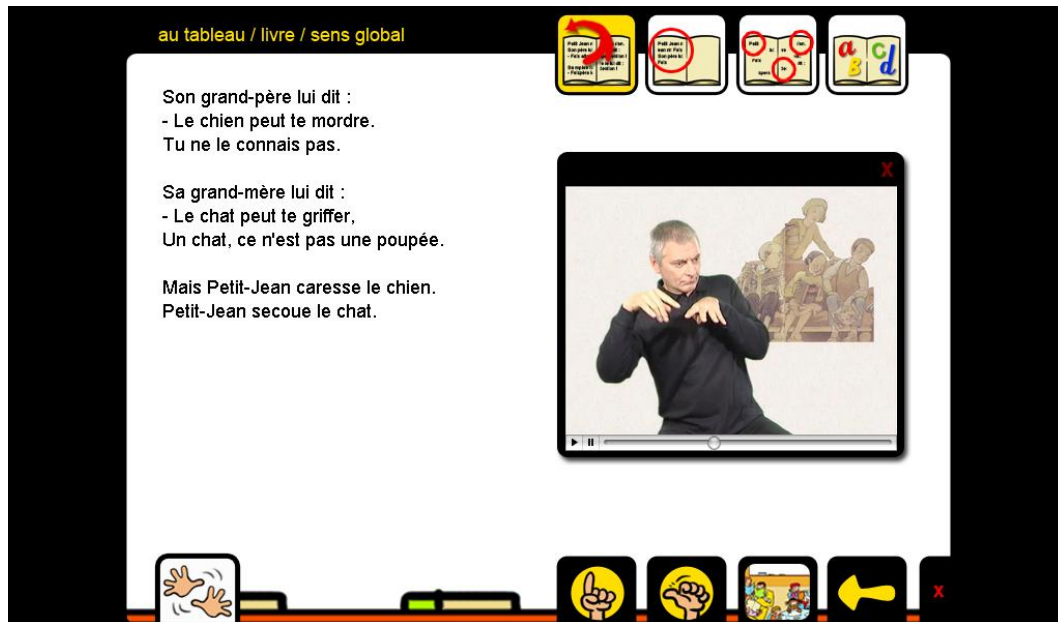 au tableau / livre / sens global
Son grand-père lui dit :
- Le chien peut te mordre.
Tu ne le connais pas.
Sa grand-mère lui dit :
- Le chat peut te griffer,
Un chat, ce n'est pas une poupée.
Mais Petit-Jean caresse le chien.
Petit-Jean secoue le chat.
a c
B d
X
x